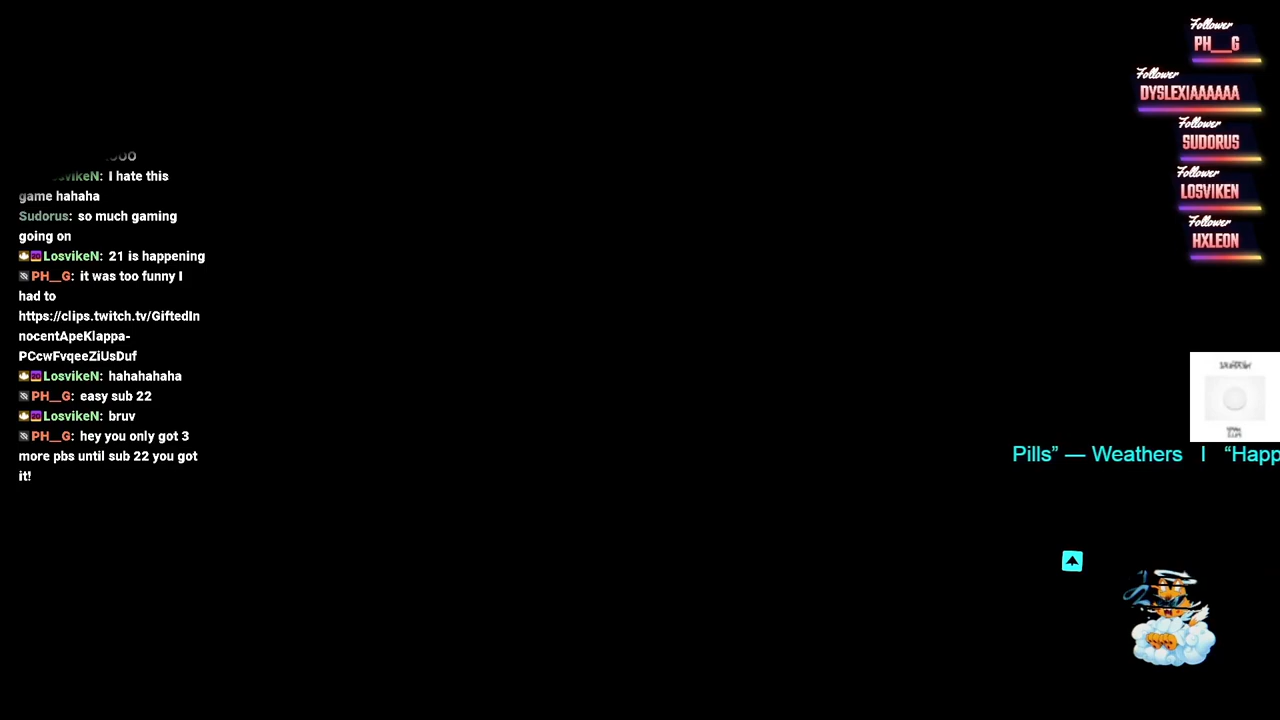 I hate this
game hahaha
Sudorus: so much gaming
going on
LosvikeN: 21 is happening
PH__G: it was too funny I
had to
https://clips.twitch.tv/GiftedIn
nocentApeKlappa-
PCcwFvqeeZiUsDuf
LosvikeN: hahahahaha
PH__G: easy sub 22
LosvikeN: bruv
PH__G: hey you only got 3
more pbs until sub 22 you got
it!
Follower
PH__G
Follower
DYSLEXIAAAAAA
Follower
SUDORUS
Follower
LOSVIKEN
Follower
HXLEON
Pills” — Weathers I “Happ